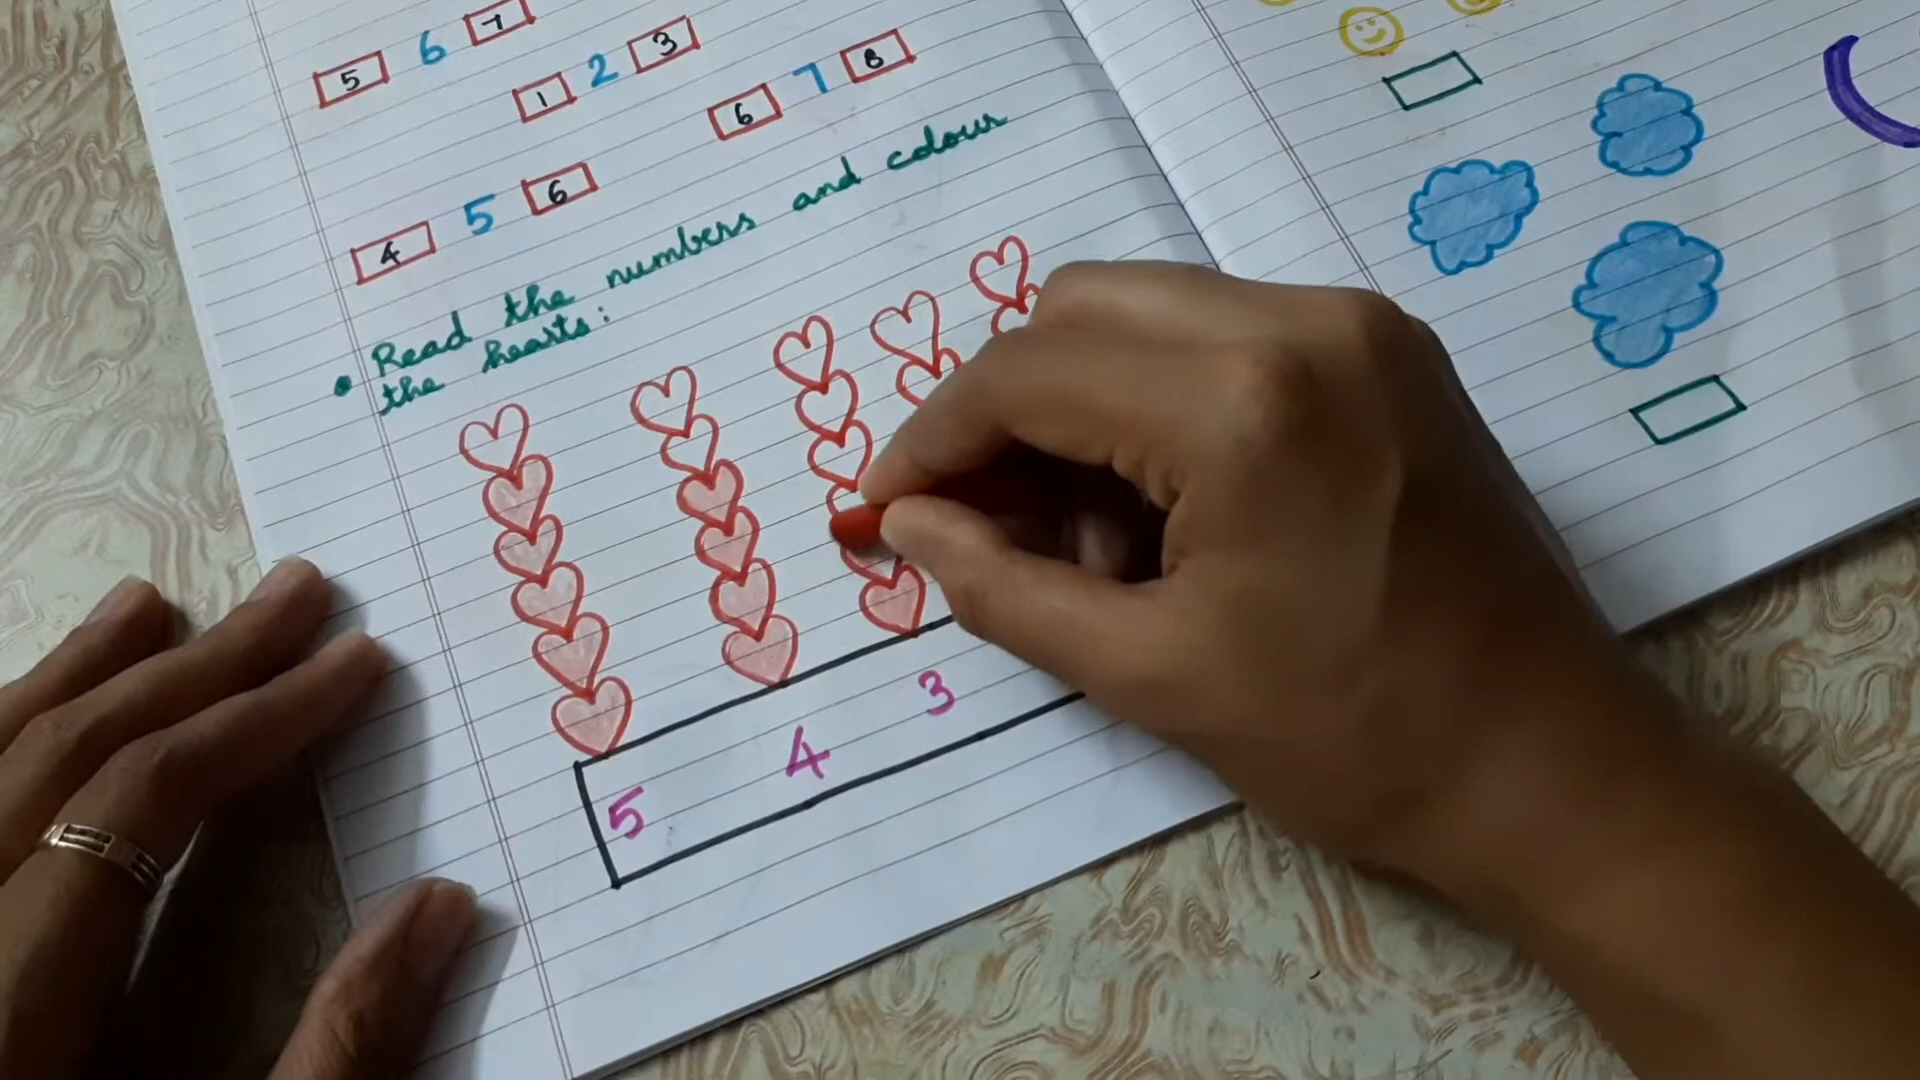 5 6 7
1 2 3
6 7 8
4 5 6
• Read the numbers and colour
the hearts:
5 4 3